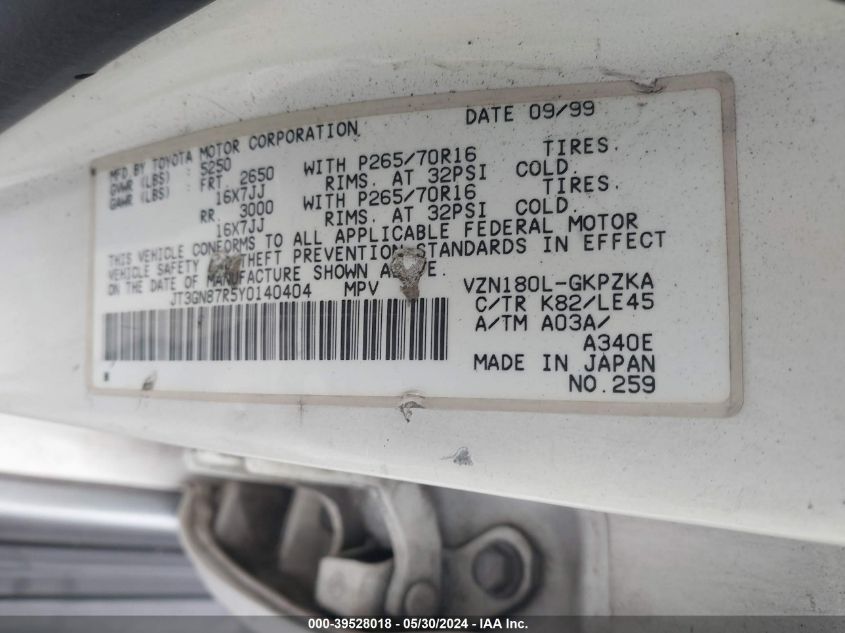 MFD.BY TOYOTA MOTOR CORPORATION DATE 09/99
GVWR (LBS) : 5250
GAWR (LBS) : FRT. 2650 WITH P265/70R16 TIRES.
16X7JJ RIMS. AT 32PSI COLD.
RR. 3000 WITH P265/70R16 TIRES.
16X7JJ RIMS. AT 32PSI COLD.
THIS VEHICLE CONFORMS TO ALL APPLICABLE FEDERAL MOTOR
VEHICLE SAFETY THEFT PREVENTION STANDARDS IN EFFECT
ON THE DATE OF MANUFACTURE SHOWN
JT3GN87R5Y0140404 MPV VZN180L-GKPZKA
C/TR K82/LE45
A/TM A03A/
A340E
MADE IN JAPAN
NO.259
000-39528018 - 05/30/2024 - IAA Inc.